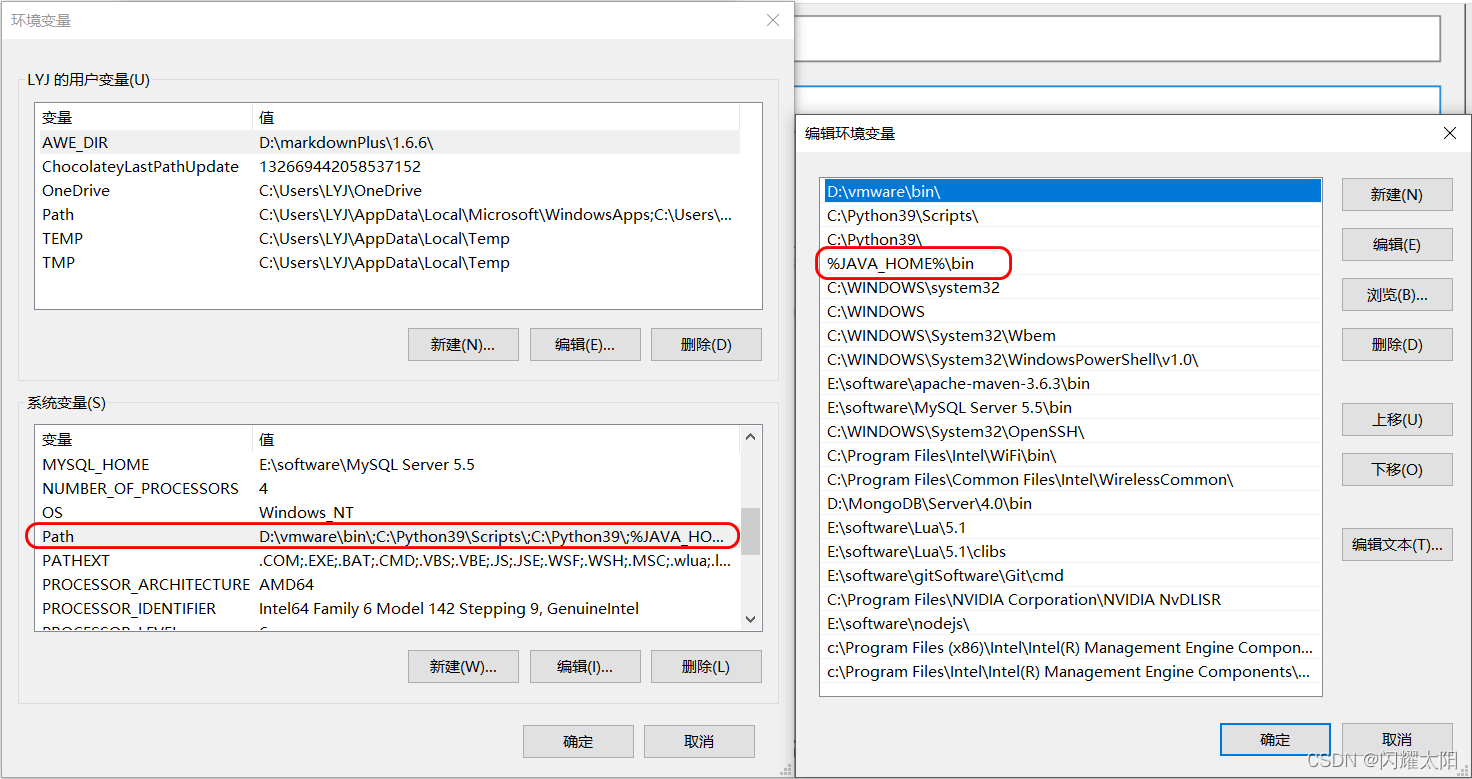 环境变量
LYJ 的用户变量(U)
变量 值
AWE_DIR D:\markdownPlus\1.6.6\
ChocolateyLastPathUpdate 132669442058537152
OneDrive C:\Users\LYJ\OneDrive
Path C:\Users\LYJ\AppData\Local\Microsoft\WindowsApps;C:\Users\...
TEMP C:\Users\LYJ\AppData\Local\Temp
TMP C:\Users\LYJ\AppData\Local\Temp
新建(N)... 编辑(E)... 删除(D)
系统变量(S)
变量 值
MYSQL_HOME E:\software\MySQL Server 5.5
NUMBER_OF_PROCESSORS 4
OS Windows_NT
Path D:\vmware\bin\;C:\Python39\Scripts\;C:\Python39\;%JAVA_HO...
PATHEXT .COM;.EXE;.BAT;.CMD;.VBS;.VBE;.JS;.JSE;.WSF;.WSH;.MSC;.wlua;.l...
PROCESSOR_ARCHITECTURE AMD64
PROCESSOR_IDENTIFIER Intel64 Family 6 Model 142 Stepping 9, GenuineIntel
新建(W)... 编辑(I)... 删除(L)
确定 取消
编辑环境变量
D:\vmware\bin\
C:\Python39\Scripts\
C:\Python39\
%JAVA_HOME%\bin
C:\WINDOWS\system32
C:\WINDOWS
C:\WINDOWS\System32\Wbem
C:\WINDOWS\System32\WindowsPowerShell\v1.0\
E:\software\apache-maven-3.6.3\bin
E:\software\MySQL Server 5.5\bin
C:\WINDOWS\System32\OpenSSH\
C:\Program Files\Intel\WiFi\bin\
C:\Program Files\Common Files\Intel\WirelessCommon\
D:\MongoDB\Server\4.0\bin
E:\software\Lua\5.1
E:\software\Lua\5.1\clibs
E:\software\gitSoftware\Git\cmd
C:\Program Files\NVIDIA Corporation\NVIDIA NvDLISR
E:\software\nodejs\
c:\Program Files (x86)\Intel\Intel(R) Management Engine Compon...
c:\Program Files\Intel\Intel(R) Management Engine Components\...
新建(N)
编辑(E)
浏览(B)...
删除(D)
上移(U)
下移(O)
编辑文本(T)...
确定 取消
CSDN @闪耀太阳